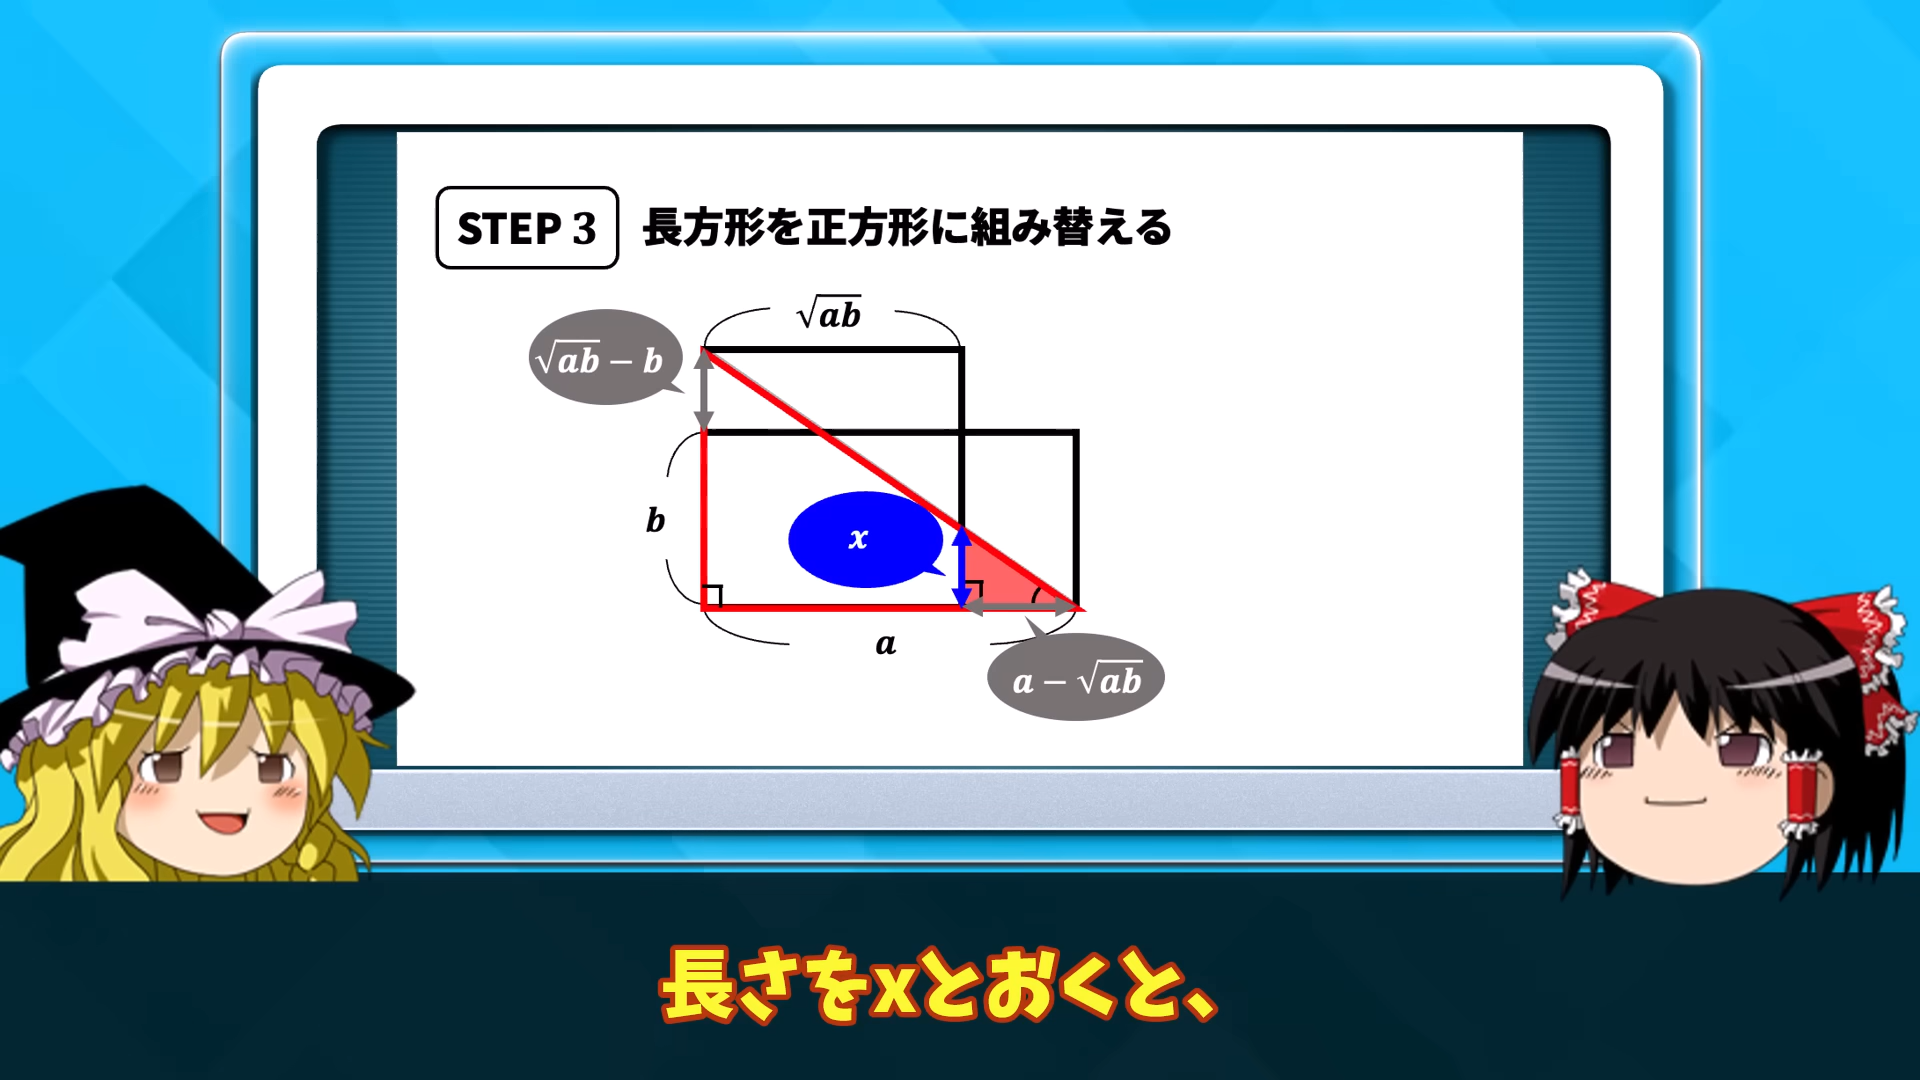 STEP 3 長方形を正方形に組み替える
√ab
√ab − b
b
x
a
a − √ab
長さをxとおくと、